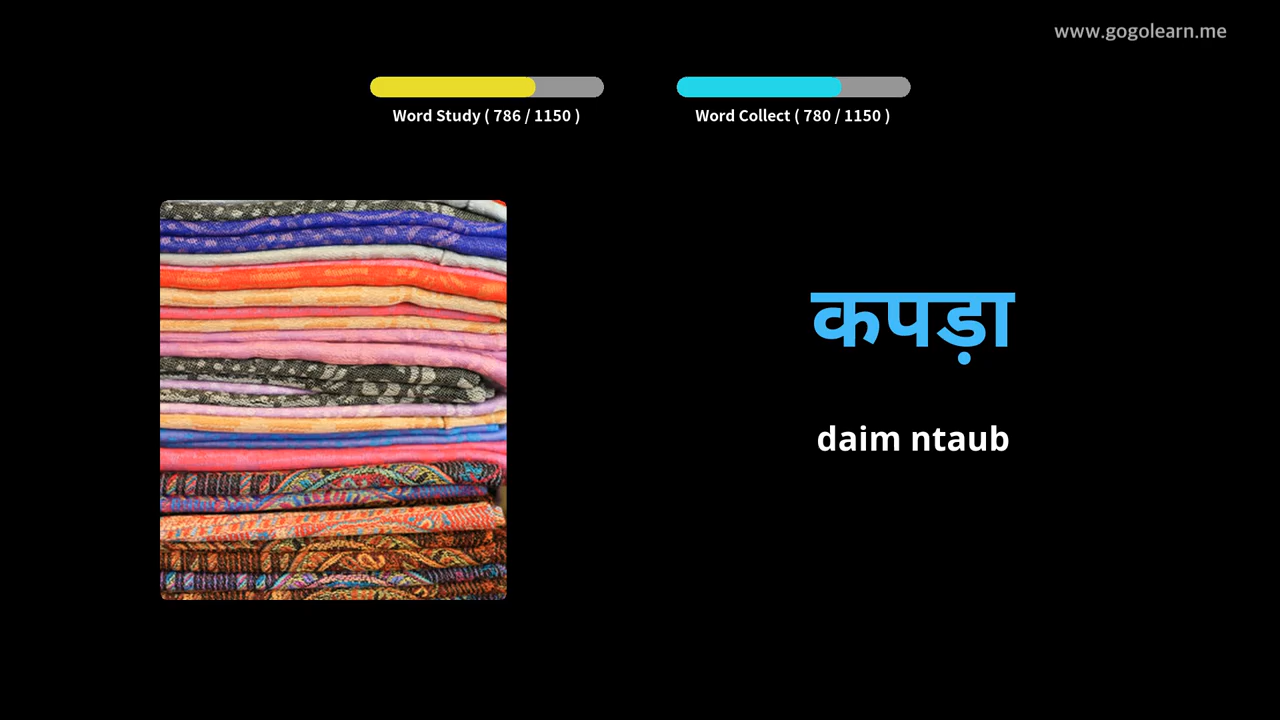 www.gogolearn.me
Word Study ( 786 / 1150 )
Word Collect ( 780 / 1150 )
कपड़ा
daim ntaub